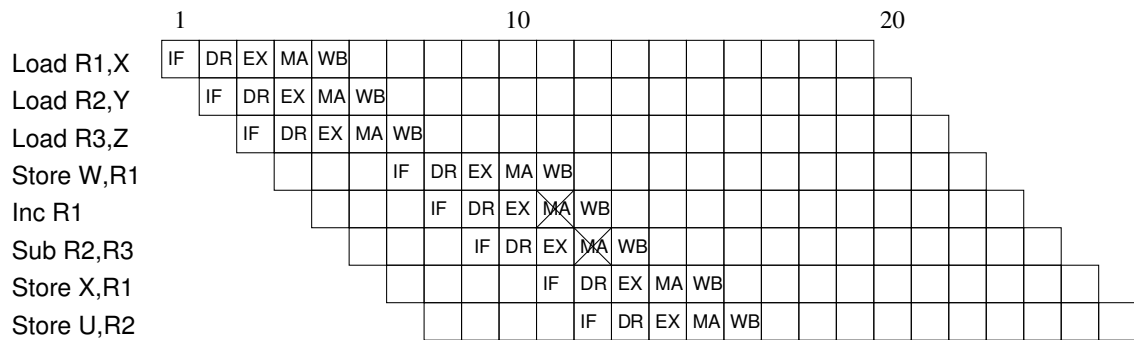 1 10 20
Load R1,X IF DR EX MA WB
Load R2,Y IF DR EX MA WB
Load R3,Z IF DR EX MA WB
Store W,R1 IF DR EX MA WB
Inc R1 IF DR EX MA WB
Sub R2,R3 IF DR EX MA WB
Store X,R1 IF DR EX MA WB
Store U,R2 IF DR EX MA WB